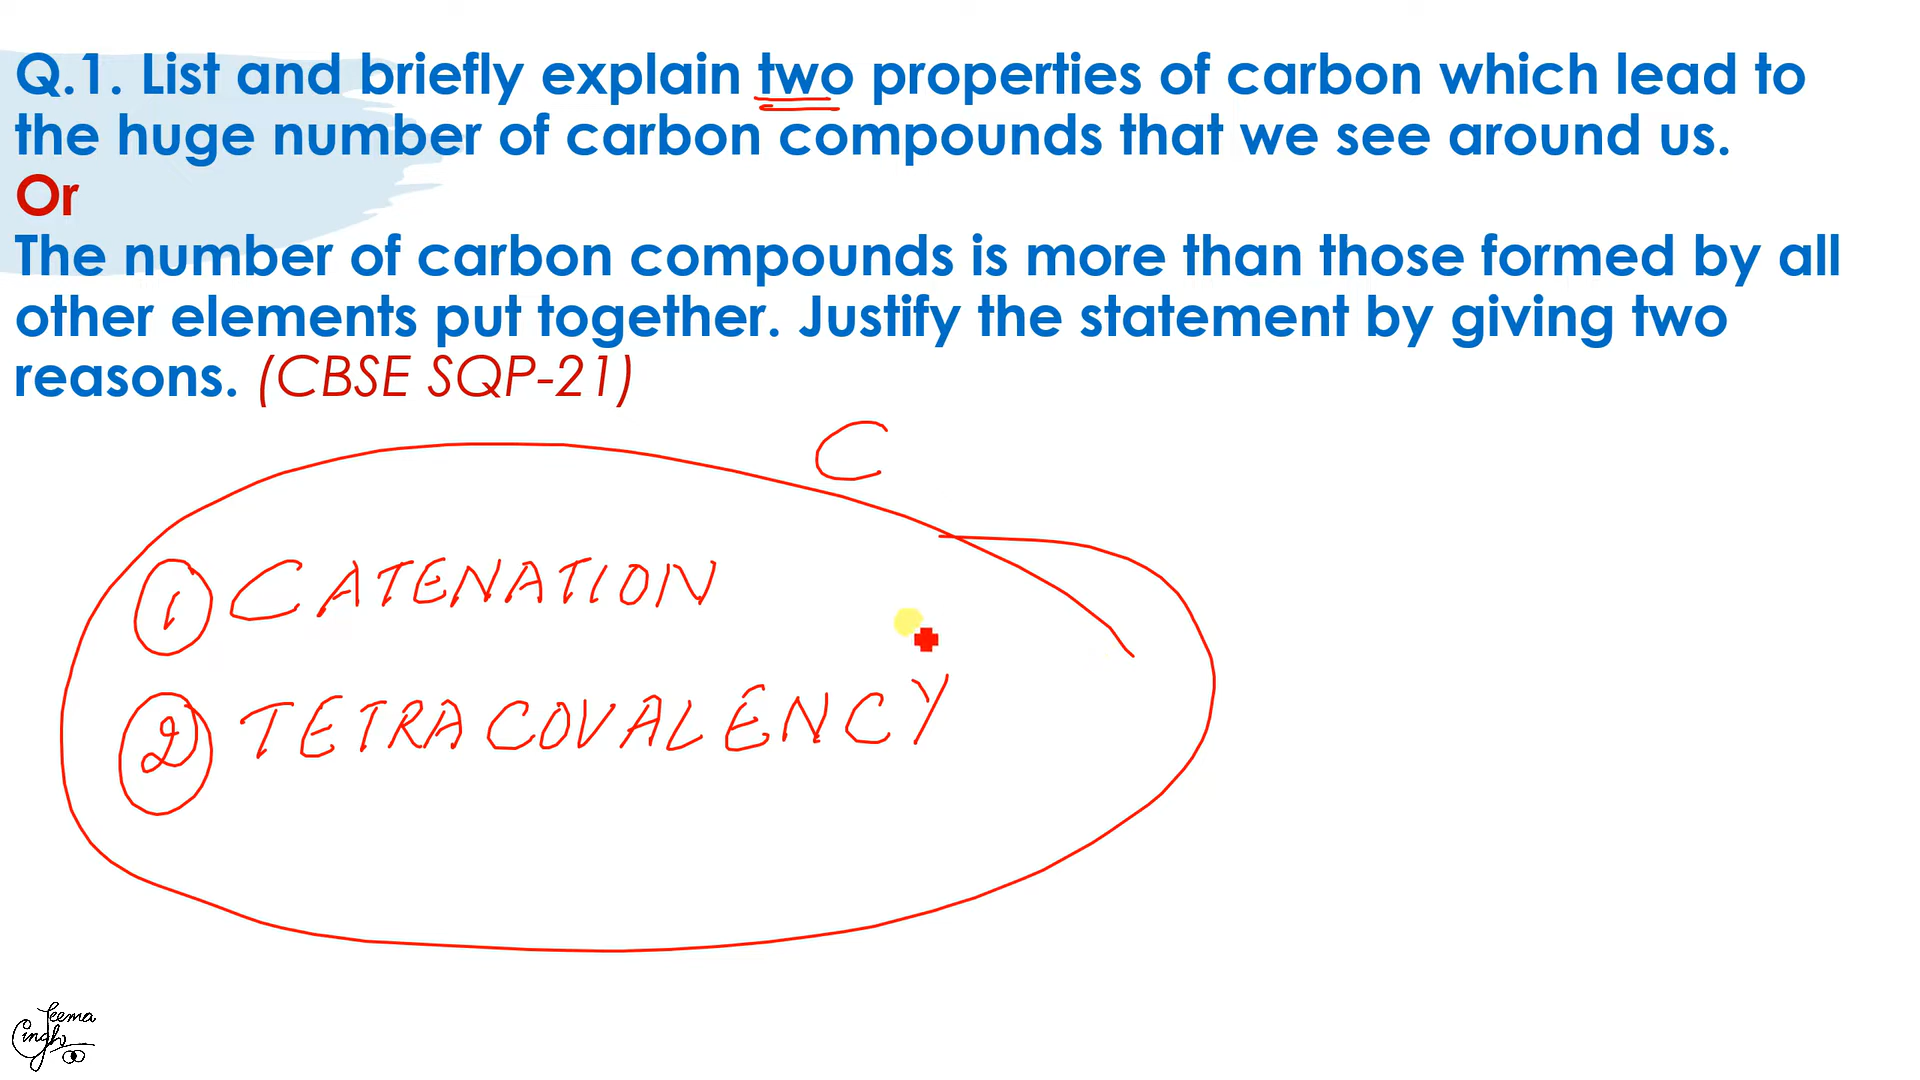 Q.1. List and briefly explain two properties of carbon which lead to
the huge number of carbon compounds that we see around us.
Or
The number of carbon compounds is more than those formed by all
other elements put together. Justify the statement by giving two
reasons. (CBSE SQP-21)
C
1 CATENATION
2 TETRACOVALENCY
Seema
Singh